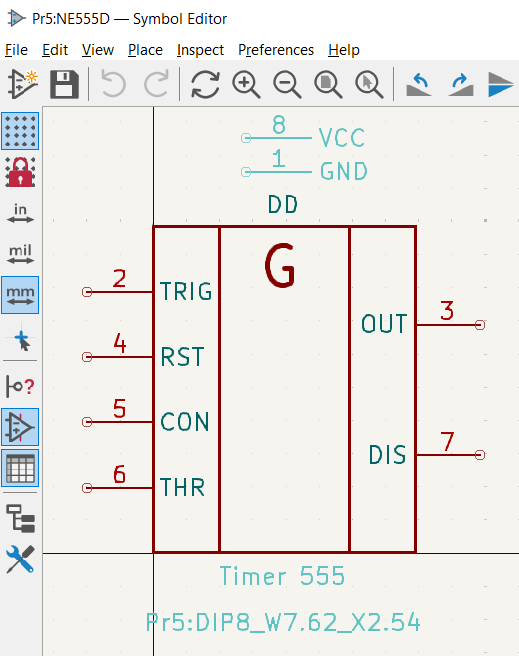 Pr5:NE555D — Symbol Editor
File Edit View Place Inspect Preferences Help
in
mil
mm
?
8 VCC
1 GND
DD
G
2 TRIG
OUT 3
4 RST
5 CON
DIS 7
6 THR
Timer 555
Pr5:DIP8_W7.62_X2.54